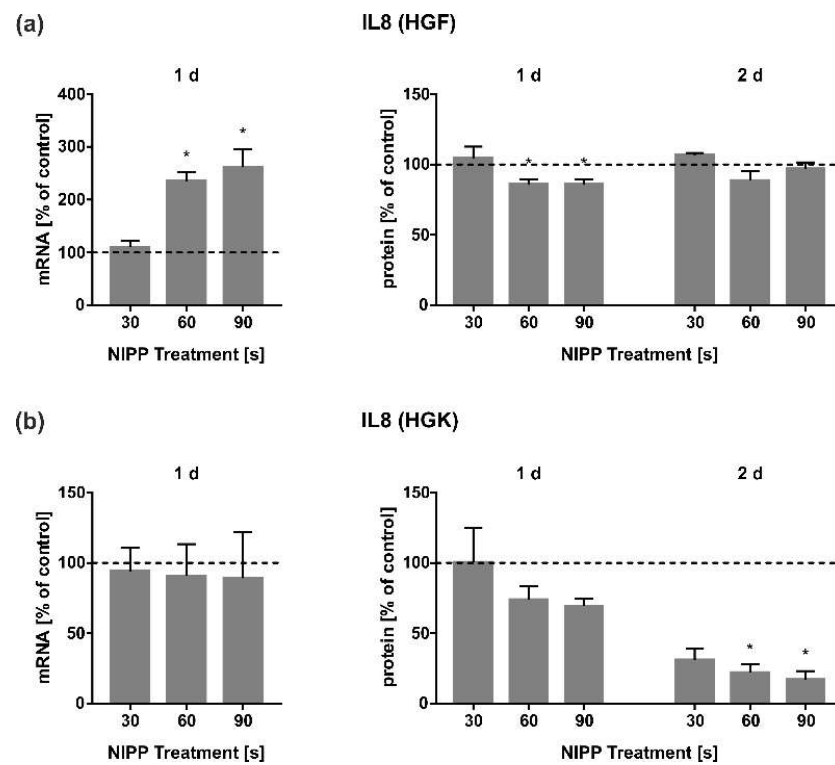 (a)
IL8 (HGF)
1 d
mRNA [% of control]
400
300
200
100
0
*
*
30 60 90
NIPP Treatment [s]
1 d
2 d
protein [% of control]
150
100
50
0
*
*
30 60 90 30 60 90
NIPP Treatment [s]
(b)
IL8 (HGK)
1 d
mRNA [% of control]
150
100
50
0
30 60 90
NIPP Treatment [s]
1 d
2 d
protein [% of control]
150
100
50
0
*
*
30 60 90 30 60 90
NIPP Treatment [s]